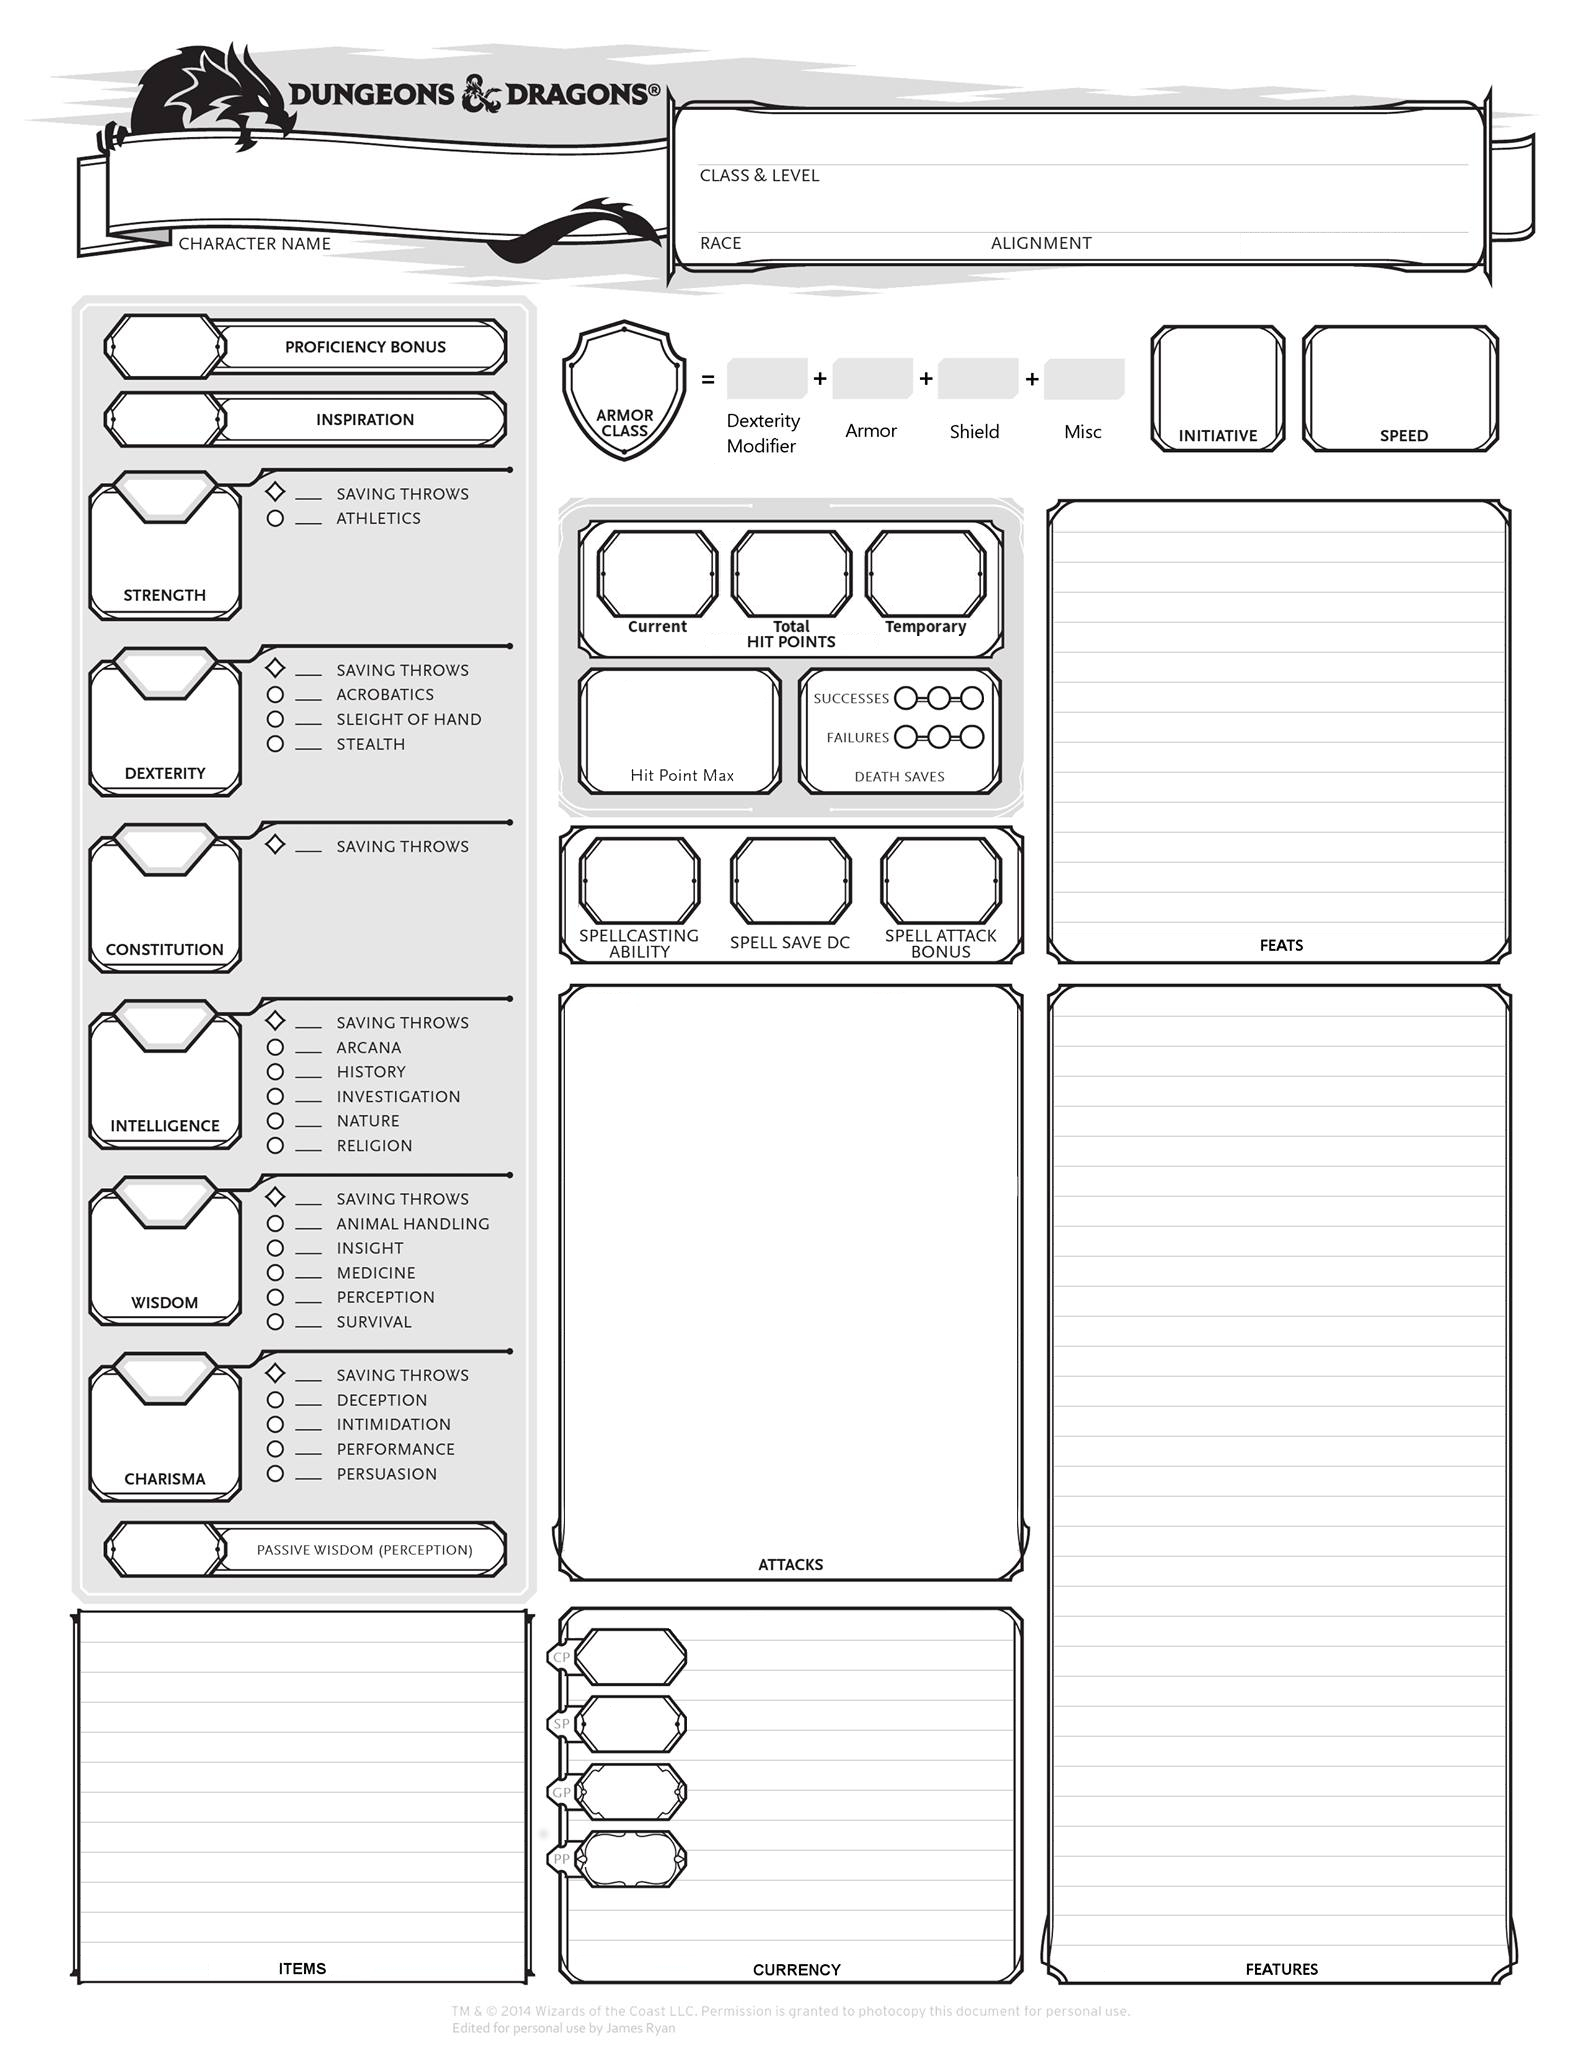 DUNGEONS & DRAGONS®
CLASS & LEVEL
CHARACTER NAME
RACE
ALIGNMENT
PROFICIENCY BONUS
INSPIRATION
STRENGTH
SAVING THROWS
ATHLETICS
DEXTERITY
SAVING THROWS
ACROBATICS
SLEIGHT OF HAND
STEALTH
CONSTITUTION
SAVING THROWS
INTELLIGENCE
SAVING THROWS
ARCANA
HISTORY
INVESTIGATION
NATURE
RELIGION
WISDOM
SAVING THROWS
ANIMAL HANDLING
INSIGHT
MEDICINE
PERCEPTION
SURVIVAL
CHARISMA
SAVING THROWS
DECEPTION
INTIMIDATION
PERFORMANCE
PERSUASION
PASSIVE WISDOM (PERCEPTION)
ITEMS
ARMOR
CLASS
= + + +
Dexterity
Modifier
Armor
Shield
Misc
INITIATIVE
SPEED
Current
Total
Temporary
HIT POINTS
Hit Point Max
SUCCESSES
FAILURES
DEATH SAVES
SPELLCASTING
ABILITY
SPELL SAVE DC
SPELL ATTACK
BONUS
ATTACKS
CP
SP
GP
PP
CURRENCY
FEATS
FEATURES
TM & © 2014 Wizards of the Coast LLC. Permission is granted to photocopy this document for personal use.
Edited for personal use by James Ryan